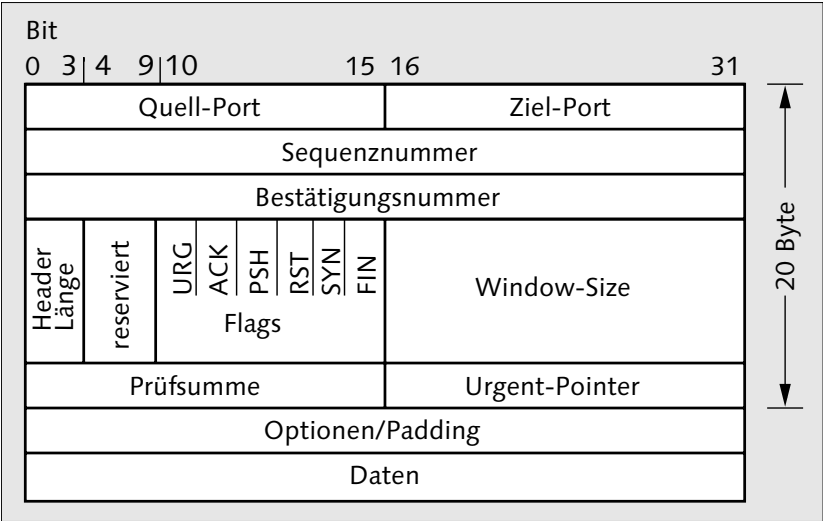 Bit
0 3 4 9 10 15 16 31
Quell-Port Ziel-Port
Sequenznummer
Bestätigungsnummer
Header
Länge
reserviert
URG
ACK
PSH
RST
SYN
FIN
Flags
Window-Size
Prüfsumme Urgent-Pointer
Optionen/Padding
Daten
20 Byte